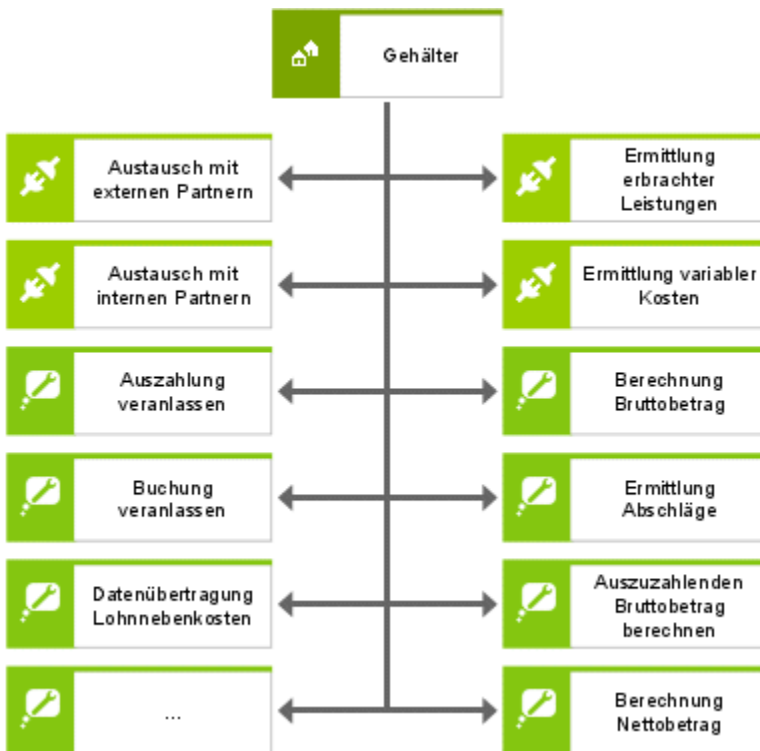 Gehälter
Austausch mit
externen Partnern
Ermittlung
erbrachter
Leistungen
Austausch mit
internen Partnern
Ermittlung variabler
Kosten
Auszahlung
veranlassen
Berechnung
Bruttobetrag
Buchung
veranlassen
Ermittlung
Abschläge
Datenübertragung
Lohnnebenkosten
Auszuzahlenden
Bruttobetrag
berechnen
...
Berechnung
Nettobetrag